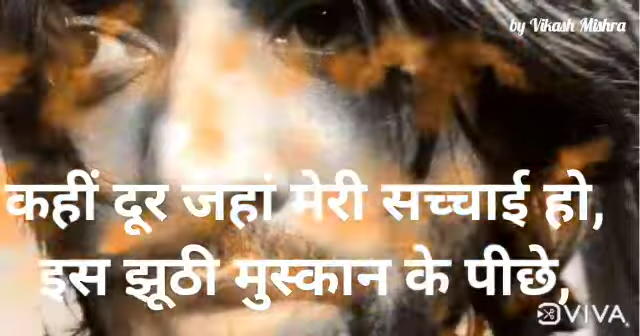 by Vikash Mishra
कहीं दूर जहां मेरी सच्चाई हो,
इस झूठी मुस्कान के पीछे,
VIVA